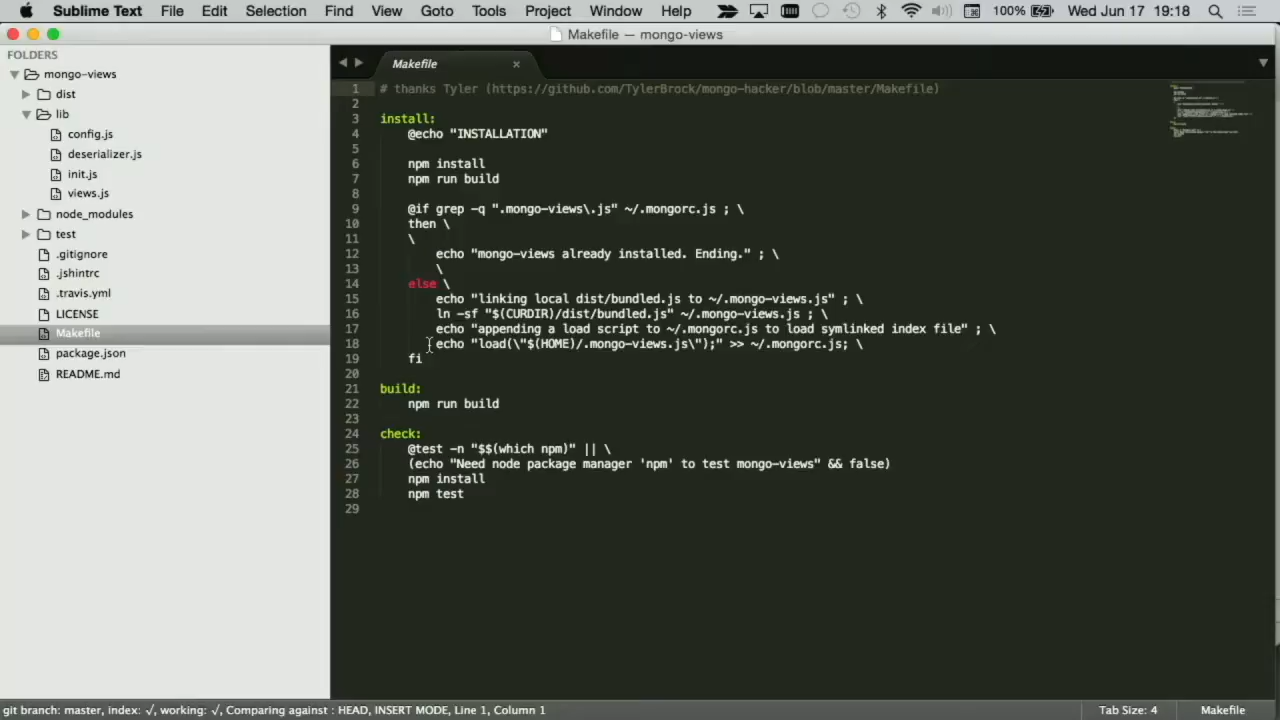 Sublime Text File Edit Selection Find View Goto Tools Project Window Help 100% Wed Jun 17 19:18
Makefile — mongo-views
FOLDERS
mongo-views
dist
lib
config.js
deserializer.js
init.js
views.js
node_modules
test
.gitignore
.jshintrc
.travis.yml
LICENSE
Makefile
package.json
README.md
Makefile ×
1 # thanks Tyler (https://github.com/TylerBrock/mongo-hacker/blob/master/Makefile)
2
3 install:
4 @echo "INSTALLATION"
5
6 npm install
7 npm run build
8
9 @if grep -q ".mongo-views\.js" ~/.mongorc.js ; \
10 then \
11 \
12 echo "mongo-views already installed. Ending." ; \
13 \
14 else \
15 echo "linking local dist/bundled.js to ~/.mongo-views.js" ; \
16 ln -sf "$(CURDIR)/dist/bundled.js" ~/.mongo-views.js ; \
17 echo "appending a load script to ~/.mongorc.js to load symlinked index file" ; \
18 echo "load(\"$(HOME)/.mongo-views.js\");" >> ~/.mongorc.js; \
19 fi
20
21 build:
22 npm run build
23
24 check:
25 @test -n "$$(which npm)" || \
26 (echo "Need node package manager 'npm' to test mongo-views" && false)
27 npm install
28 npm test
29
git branch: master, index: √, working: √, Comparing against : HEAD, INSERT MODE, Line 1, Column 1 Tab Size: 4 Makefile